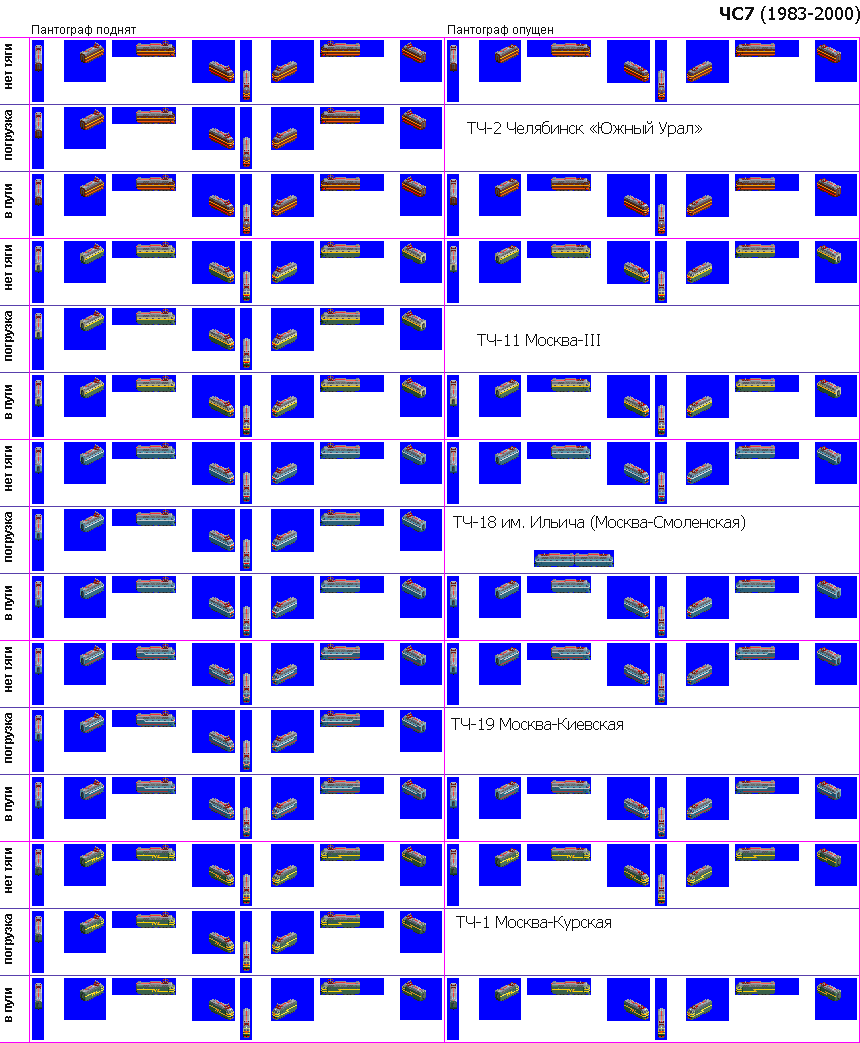 ЧС7 (1983-2000)
Пантограф поднят
Пантограф опущен
нет тяги
погрузка
ТЧ-2 Челябинск «Южный Урал»
в пути
нет тяги
погрузка
ТЧ-11 Москва-III
в пути
нет тяги
погрузка
ТЧ-18 им. Ильича (Москва-Смоленская)
в пути
нет тяги
погрузка
ТЧ-19 Москва-Киевская
в пути
нет тяги
погрузка
ТЧ-1 Москва-Курская
в пути